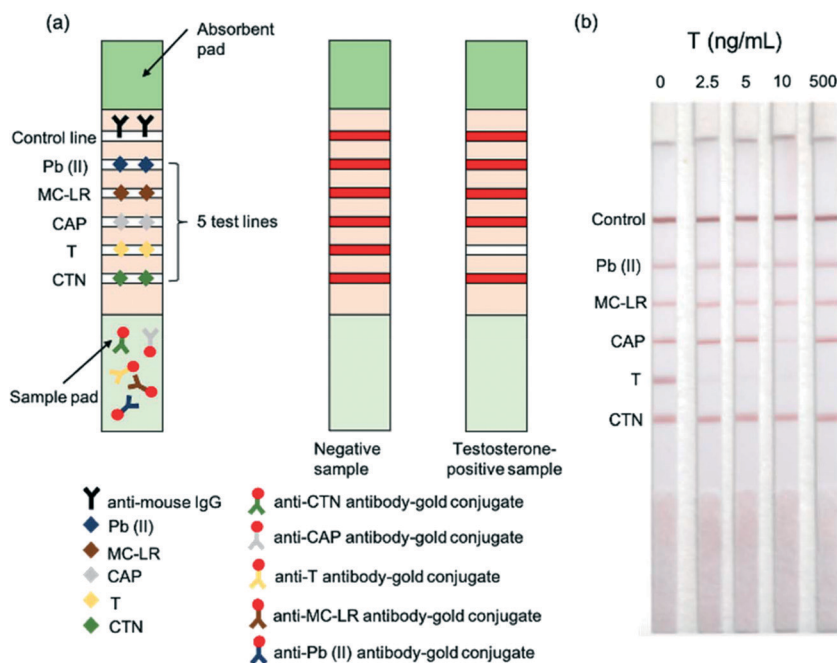 (a)
Absorbent
pad
Control line
Pb (II)
MC-LR
CAP
T
CTN
5 test lines
Sample pad
Negative
sample
Testosterone-
positive sample
anti-mouse IgG
Pb (II)
MC-LR
CAP
T
CTN
anti-CTN antibody-gold conjugate
anti-CAP antibody-gold conjugate
anti-T antibody-gold conjugate
anti-MC-LR antibody-gold conjugate
anti-Pb (II) antibody-gold conjugate
(b)
T (ng/mL)
0 2.5 5 10 500
Control
Pb (II)
MC-LR
CAP
T
CTN